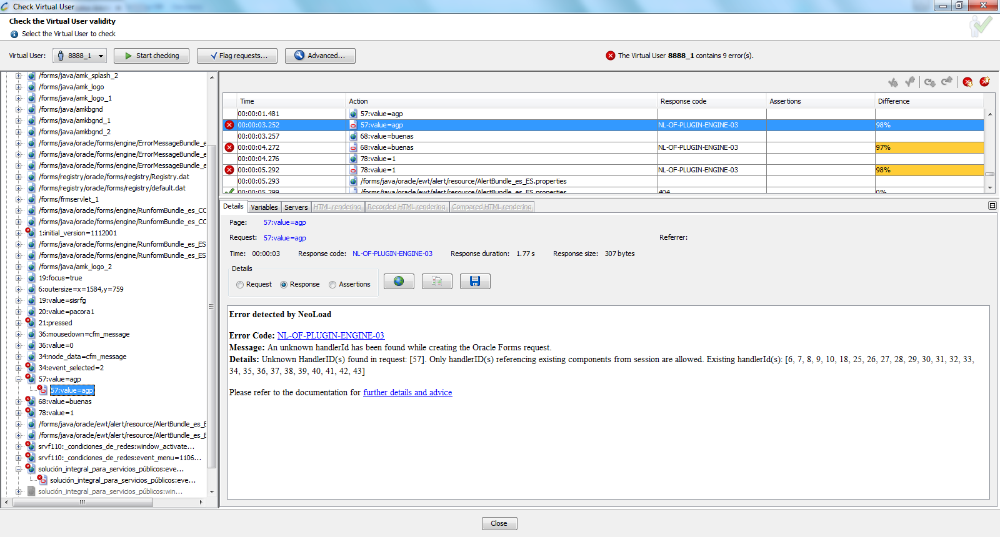 Check Virtual User
Check the Virtual User validity
Select the Virtual User to check
Virtual User: 8888_1 Start checking Flag requests... Advanced... The Virtual User 8888_1 contains 9 error(s).
/forms/java/amk_splash_2
/forms/java/amk_logo
/forms/java/amk_logo_1
/forms/java/amkbgnd
/forms/java/amkbgnd_1
/forms/java/amkbgnd_2
/forms/java/oracle/forms/engine/ErrorMessageBundle_e
/forms/java/oracle/forms/engine/ErrorMessageBundle_e
/forms/java/oracle/forms/engine/ErrorMessageBundle_e
/forms/registry/oracle/forms/registry/Registry.dat
/forms/registry/oracle/forms/registry/default.dat
/forms/frmservlet_1
/forms/java/oracle/forms/engine/RunformBundle_es_CC
/forms/java/oracle/forms/engine/RunformBundle_es_CC
1:initial_version=1112001
/forms/java/oracle/forms/engine/RunformBundle_es_ES
/forms/java/oracle/forms/engine/RunformBundle_es_ES
/forms/java/amk_logo_2
19:focus=true
6:outersize=x=1584,y=759
19:value=sisrfg
20:value=pacora1
21:pressed
36:mousedown=cfm_message
36:value=0
34:node_data=cfm_message
34:event_selected=2
57:value=agp
57:value=agp
68:value=buenas
78:value=1
/forms/java/oracle/ewt/alert/resource/AlertBundle_es_E
/forms/java/oracle/ewt/alert/resource/AlertBundle_es_E
srvf110:_condiciones_de_redes:window_activate...
srvf110:_condiciones_de_redes:event_menu=1106...
solución_integral_para_servicios_públicos:eve...
solución_integral_para_servicios_públicos:eve...
solución_integral_para_servicios_públicos:win...
Time Action Response code Assertions Difference
00:00:01.481 57:value=agp
00:00:03.252 57:value=agp NL-OF-PLUGIN-ENGINE-03 98%
00:00:03.257 68:value=buenas
00:00:04.272 68:value=buenas NL-OF-PLUGIN-ENGINE-03 97%
00:00:04.276 78:value=1
00:00:05.292 78:value=1 NL-OF-PLUGIN-ENGINE-03 98%
00:00:05.293 /forms/java/oracle/ewt/alert/resource/AlertBundle_es_ES.properties
00:00:05.299 /forms/java/oracle/ewt/alert/resource/AlertBundle_es_ES.properties 404 0%
Details Variables Servers HTML rendering Recorded HTML rendering Compared HTML rendering
Page: 57:value=agp
Request: 57:value=agp Referrer:
Time: 00:00:03 Response code: NL-OF-PLUGIN-ENGINE-03 Response duration: 1.77 s Response size: 307 bytes
Details
Request Response Assertions
Error detected by NeoLoad
Error Code: NL-OF-PLUGIN-ENGINE-03
Message: An unknown handlerId has been found while creating the Oracle Forms request.
Details: Unknown HandlerID(s) found in request: [57]. Only handlerID(s) referencing existing components from session are allowed. Existing handlerId(s): [6, 7, 8, 9, 10, 18, 25, 26, 27, 28, 29, 30, 31, 32, 33,
34, 35, 36, 37, 38, 39, 40, 41, 42, 43]
Please refer to the documentation for further details and advice
Close